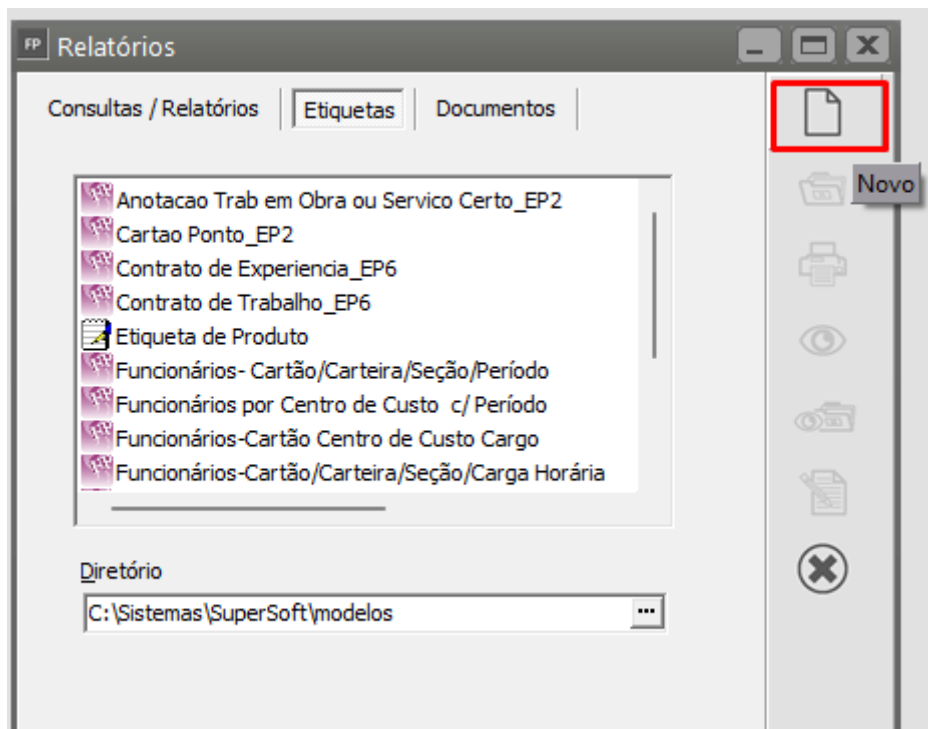 FP Relatórios
Consultas / Relatórios Etiquetas Documentos
Novo
Anotacao Trab em Obra ou Servico Certo_EP2
Cartao Ponto_EP2
Contrato de Experiencia_EP6
Contrato de Trabalho_EP6
Etiqueta de Produto
Funcionários- Cartão/Carteira/Seção/Período
Funcionários por Centro de Custo c/ Período
Funcionários-Cartão Centro de Custo Cargo
Funcionários-Cartão/Carteira/Seção/Carga Horária
Diretório
C:\Sistemas\SuperSoft\modelos ...